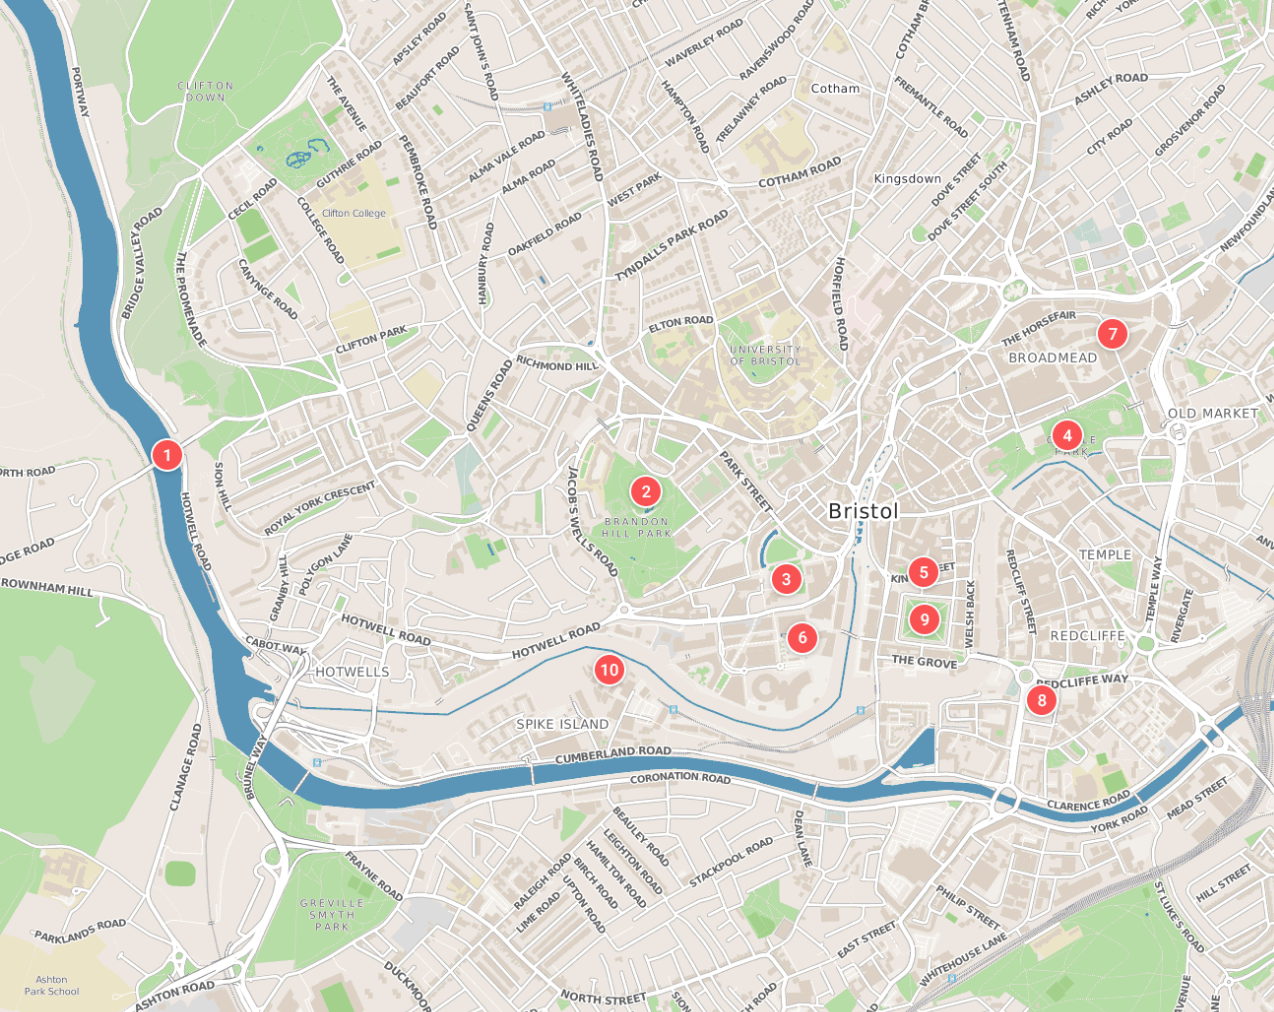 APSLEY ROAD
SAINT JOHN'S ROAD
WAVERLEY ROAD
RAVENSWOOD ROAD
COTHAM BR
TENHAM ROAD
PORTWAY
CLIFTON
DOWN
THE AVENUE
BEAUFORT ROAD
WHITELADIES ROAD
HAMPTON ROAD
TRELAWNEY ROAD
Cotham
FREMANTLE ROAD
ASHLEY ROAD
CITY ROAD
GROSVENOR ROAD
GUTHRIE ROAD
PEMBROKE ROAD
ALMA VALE ROAD
ALMA ROAD
WEST PARK
COTHAM ROAD
Kingsdown
DOVE STREET
DOVE STREET SOUTH
NEWFOUNDLAN
CECIL ROAD
COLLEGE ROAD
Clifton College
OAKFIELD ROAD
TYNDALLS PARK ROAD
BRIDGE VALLEY ROAD
THE PROMENADE
CANYNGE ROAD
HANBURY ROAD
HORFIELD ROAD
CLIFTON PARK
ELTON ROAD
UNIVERSITY
OF BRISTOL
THE HORSEFAIR
7
BROADMEAD
RICHMOND HILL
QUEENS ROAD
OLD MARKET
4
PARK
1
ORTH ROAD
SION HILL
HOTWELL ROAD
ROYAL YORK CRESCENT
JACOB'S WELLS ROAD
2
BRANDON
HILL PARK
PARK STREET
Bristol
DGE ROAD
ROWNHAM HILL
GRANBY HILL
POLYGON LANE
3
5
REDCLIFF STREET
TEMPLE
TEMPLE WAY
ANV
RIVERGATE
HOTWELL ROAD
CABOT WAY
HOTWELLS
HOTWELL ROAD
6
9
WELSH BACK
REDCLIFFE
THE GROVE
10
8
REDCLIFFE WAY
SPIKE ISLAND
CUMBERLAND ROAD
CORONATION ROAD
CLANAGE ROAD
BRUNEL WAY
CLARENCE ROAD
YORK ROAD
MEAD STREET
BEAULEY ROAD
LEIGHTON ROAD
HAMILTON ROAD
BIRCH ROAD
UPTON ROAD
RALEIGH ROAD
LIME ROAD
STACKPOOL ROAD
DEAN LANE
FRAYNE ROAD
GREVILLE
SMYTH
PARK
PHILIP STREET
HILL STREET
ST LUKE'S ROAD
EAST STREET
WHITEHOUSE LANE
PARKLANDS ROAD
Ashton
Park School
ASHTON ROAD
DUCKMOOR
NORTH STREET
SION
H ROAD
AVENUE
LANE